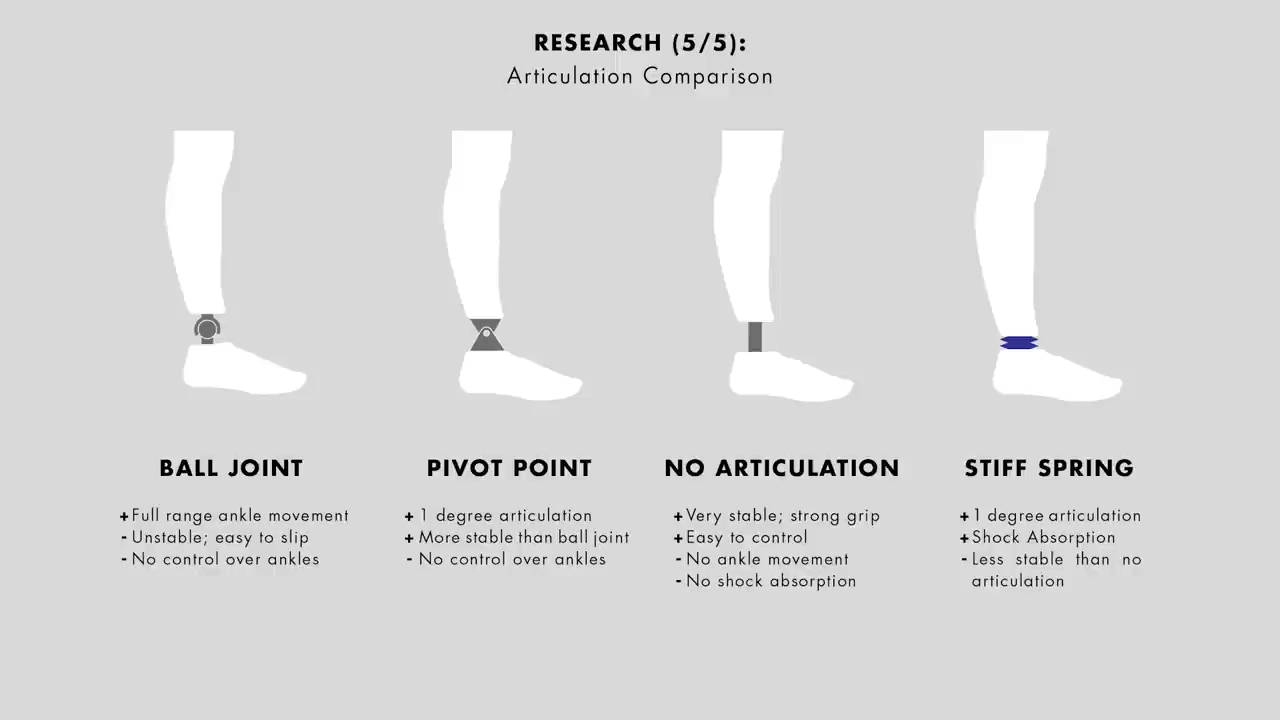 RESEARCH (5/5):
Articulation Comparison
BALL JOINT
+Full range ankle movement
- Unstable; easy to slip
- No control over ankles
PIVOT POINT
+ 1 degree articulation
+ More stable than ball joint
- No control over ankles
NO ARTICULATION
+Very stable; strong grip
+Easy to control
- No ankle movement
- No shock absorption
STIFF SPRING
+1 degree articulation
+Shock Absorption
- Less stable than no
articulation